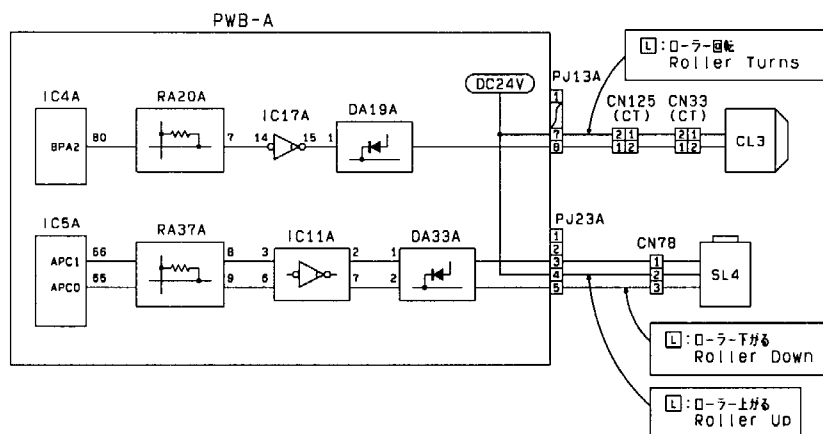 PWB-A
L:ローラー回転
Roller Turns
PJ13A
DC24V
1
CN125
(CT)
CN33
(CT)
IC4A
RA20A
IC17A
DA19A
BPA2
80
7
14
15
1
7
8
2 1
1 2
2 1
1 2
CL3
PJ23A
IC5A
RA37A
IC11A
DA33A
CN78
1
2
APC1
66
8
3
2
1
3
1
4
2
SL4
APC0
65
9
6
7
2
5
3
L:ローラー下がる
Roller Down
L:ローラー上がる
Roller Up